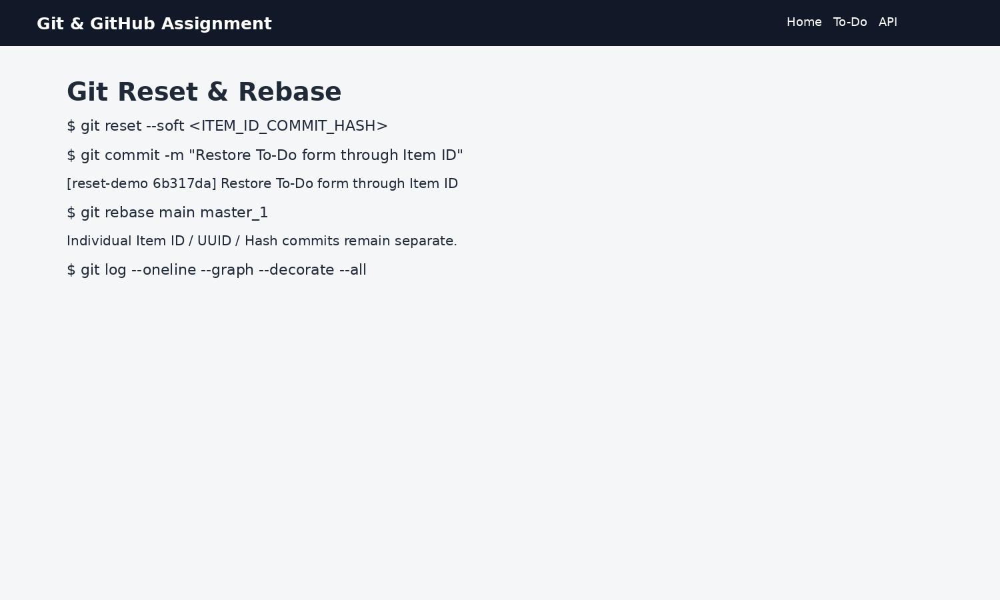 Git & GitHub Assignment
Home To-Do API
Git Reset & Rebase
$ git reset --soft <ITEM_ID_COMMIT_HASH>
$ git commit -m "Restore To-Do form through Item ID"
[reset-demo 6b317da] Restore To-Do form through Item ID
$ git rebase main master_1
Individual Item ID / UUID / Hash commits remain separate.
$ git log --oneline --graph --decorate --all